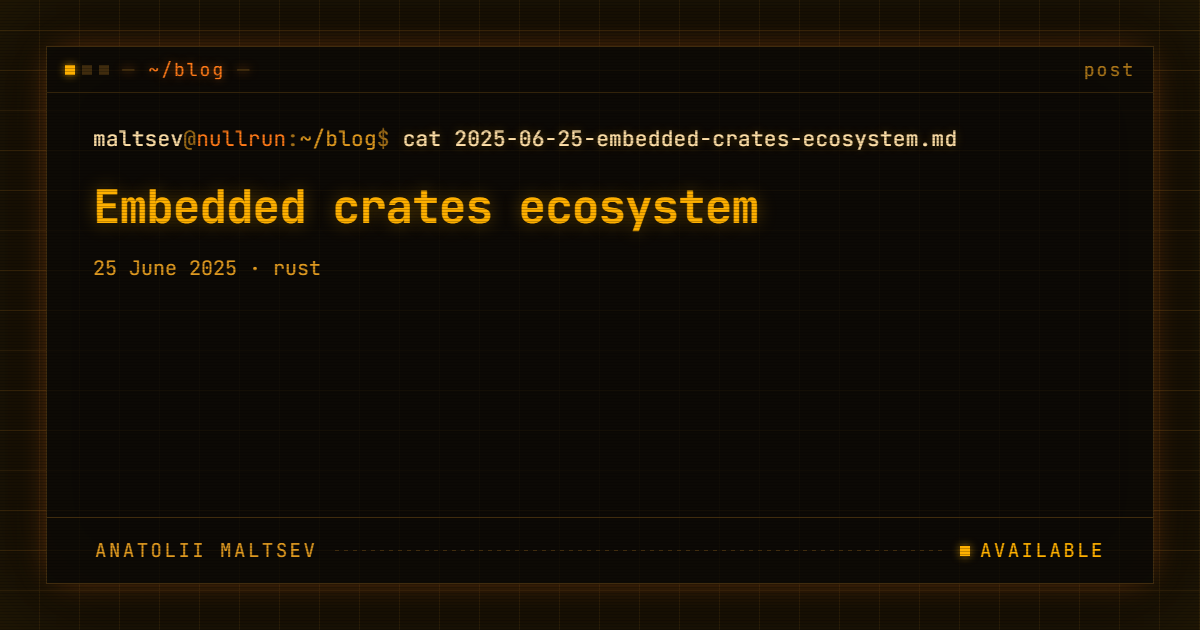 — ~/blog —
post
maltsev@nullrun:~/blog$ cat 2025-06-25-embedded-crates-ecosystem.md
Embedded crates ecosystem
25 June 2025 · rust
ANATOLII MALTSEV
AVAILABLE